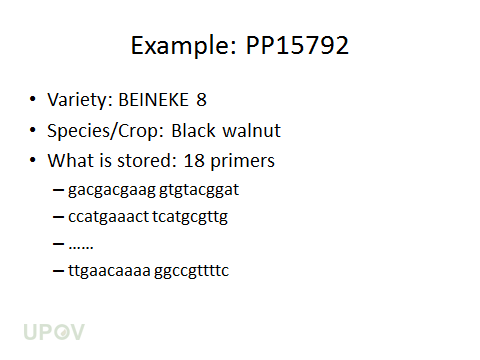 Example: PP15792
• Variety: BEINEKE 8
• Species/Crop: Black walnut
• What is stored: 18 primers
– gacgacgaag gtgtacggat
– ccatgaaact tcatgcgttg
– ……
– ttgaacaaaa ggccgttttc
UPOV